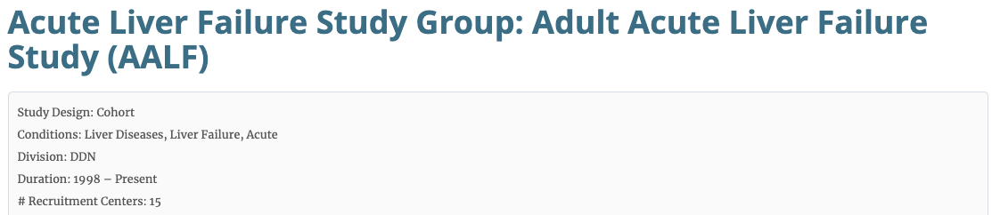 Acute Liver Failure Study Group: Adult Acute Liver Failure
Study (AALF)
Study Design: Cohort
Conditions: Liver Diseases, Liver Failure, Acute
Division: DDN
Duration: 1998 – Present
# Recruitment Centers: 15